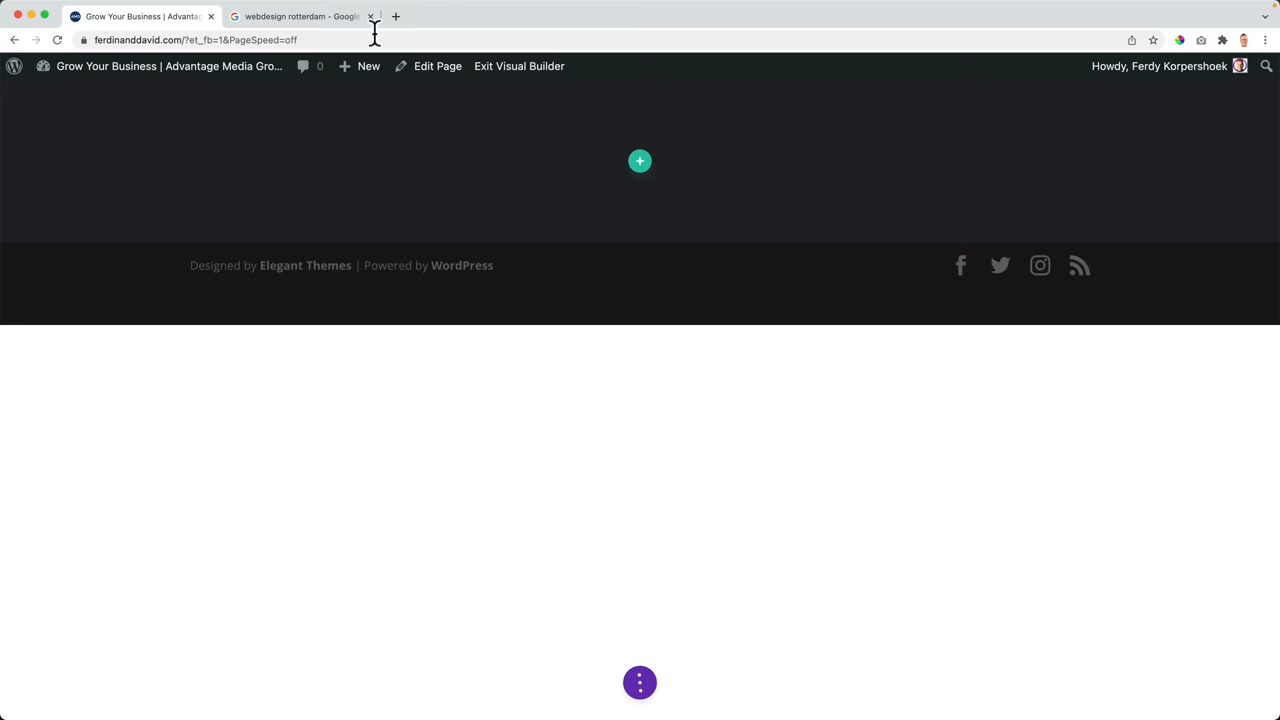 Grow Your Business | Advantag
webdesign rotterdam - Google
ferdinanddavid.com/?et_fb=1&PageSpeed=off
Grow Your Business | Advantage Media Gro...
0
New
Edit Page
Exit Visual Builder
Howdy, Ferdy Korpershoek
Designed by Elegant Themes | Powered by WordPress